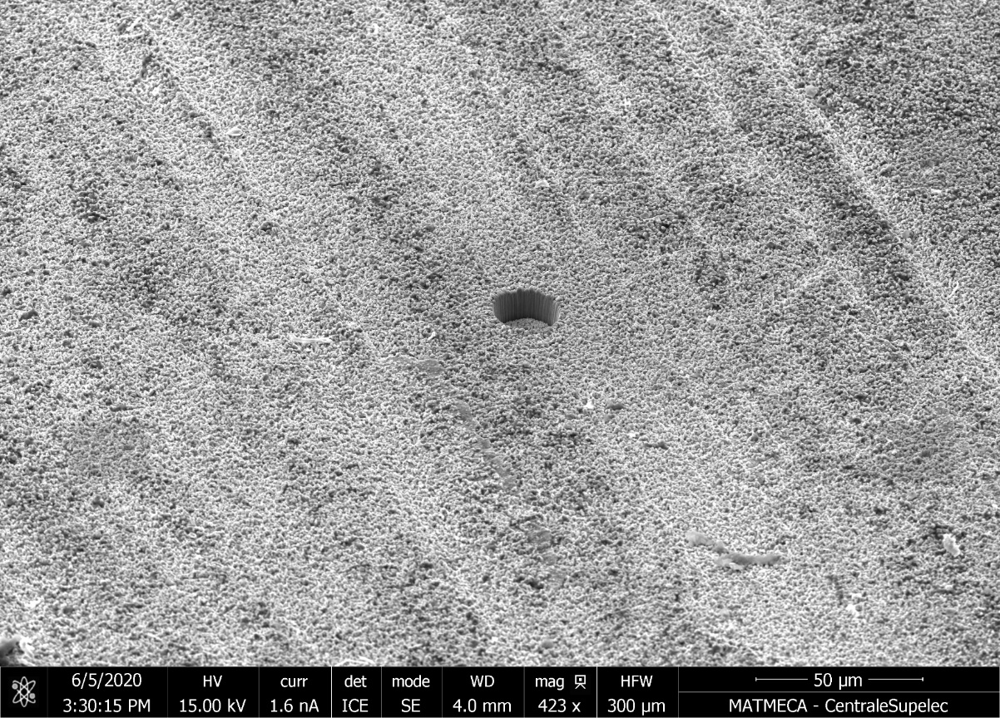 6/5/2020
3:30:15 PM
HV
15.00 kV
curr
1.6 nA
det
ICE
mode
SE
WD
4.0 mm
mag
423 x
HFW
300 µm
50 µm
MATMECA - CentraleSupelec